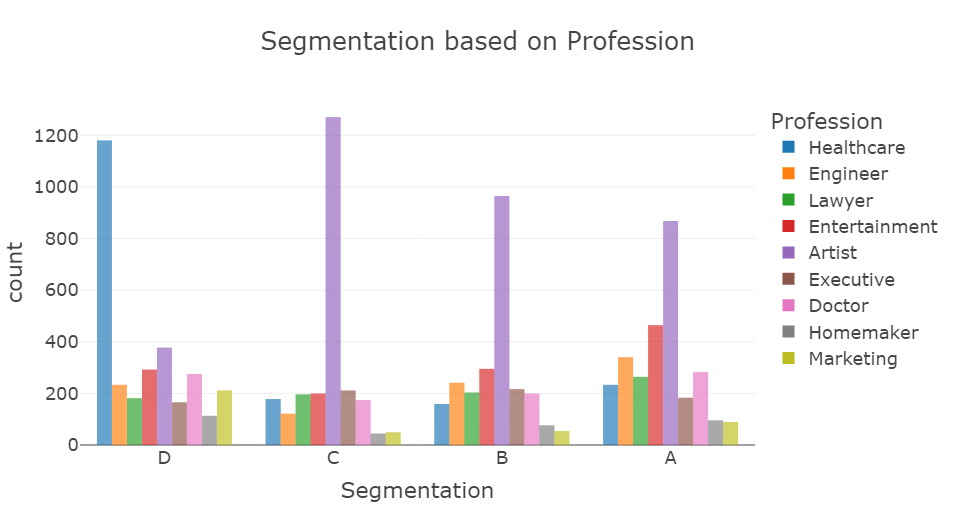 Segmentation based on Profession
1200
1000
800
600
400
200
0
count
D
C
B
A
Segmentation
Profession
Healthcare
Engineer
Lawyer
Entertainment
Artist
Executive
Doctor
Homemaker
Marketing